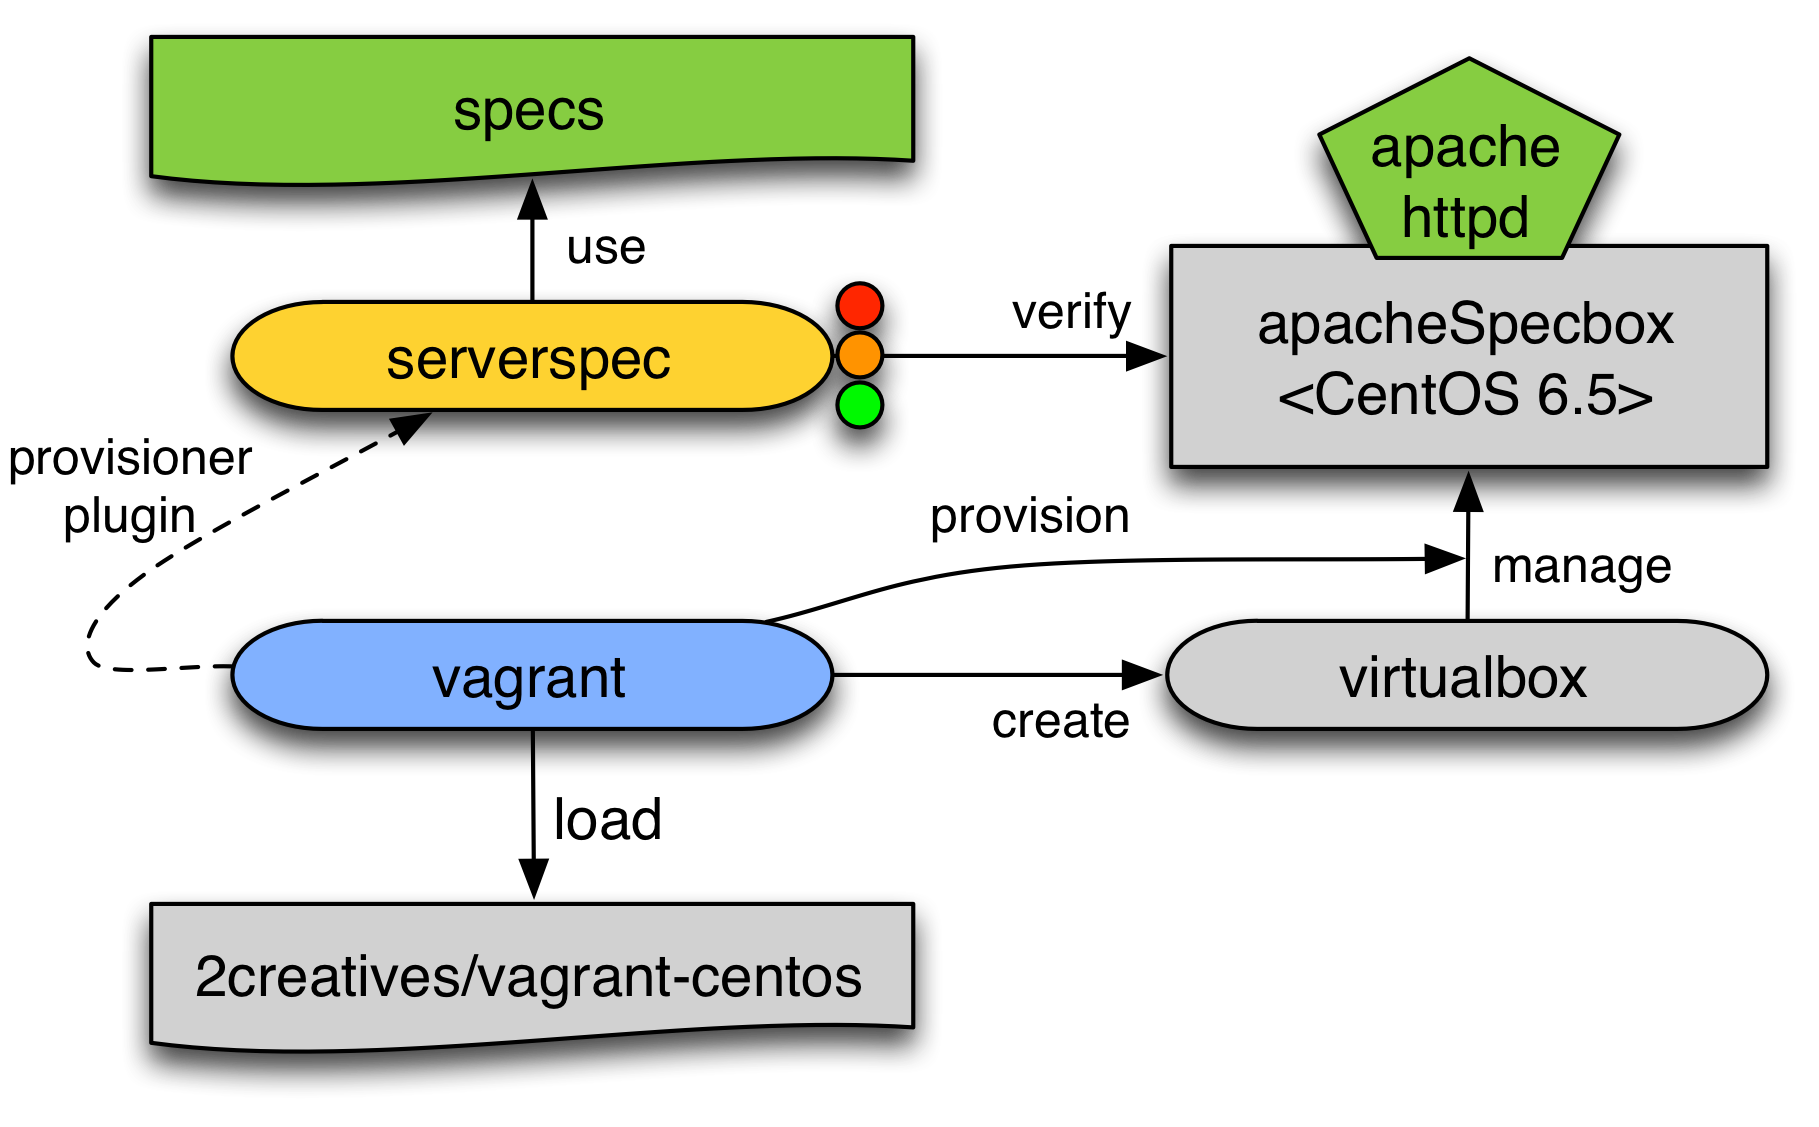 specs
apache
httpd
use
verify
apacheSpecbox
<CentOS 6.5>
serverspec
provisioner
plugin
provision
manage
vagrant
virtualbox
create
load
2creatives/vagrant-centos